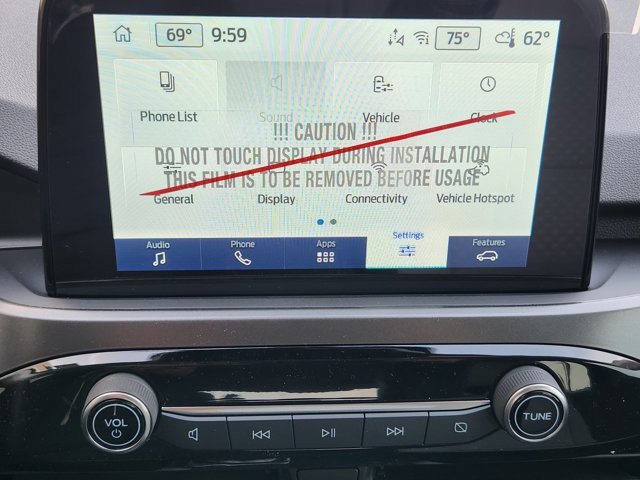 69° 9:59 75° 62°
Phone List Sound Vehicle Clock
!!! CAUTION !!!
DO NOT TOUCH DISPLAY DURING INSTALLATION
THIS FILM IS TO BE REMOVED BEFORE USAGE
General Display Connectivity Vehicle Hotspot
Audio Phone Apps Settings Features
VOL TUNE